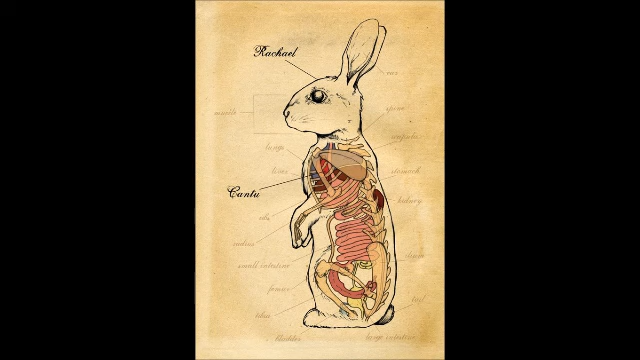 Rachael
ear
spine
muscle
scapula
lungs
liver
stomach
Cantu
kidney
radius
small intestine
femur
tail
tibia
bladder
large intestine